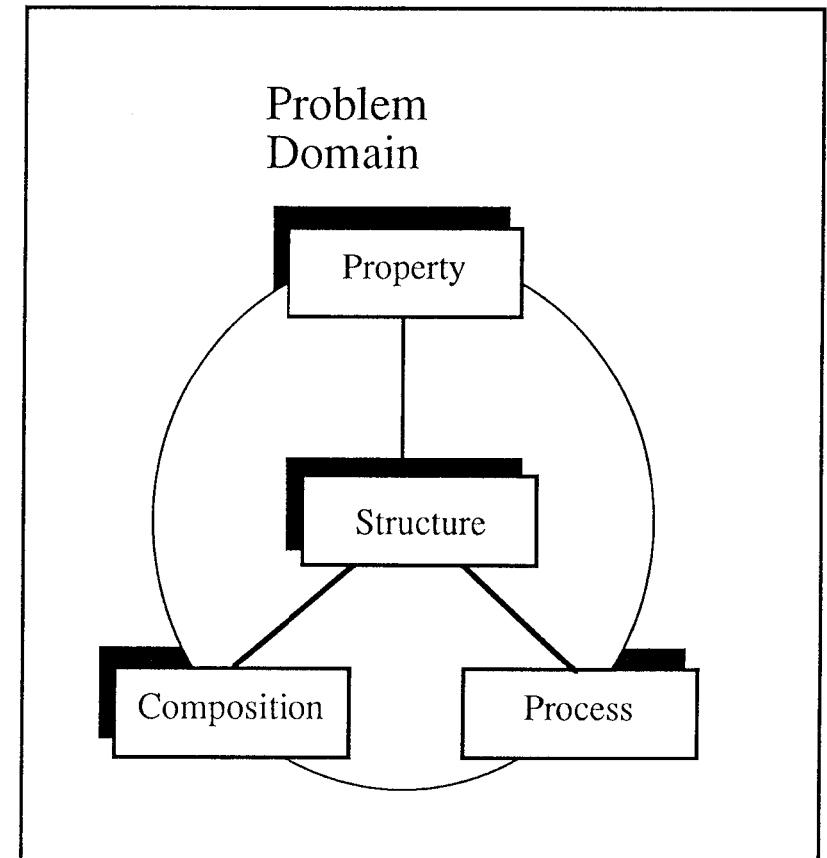 Problem
Domain
Property
Structure
Composition
Process